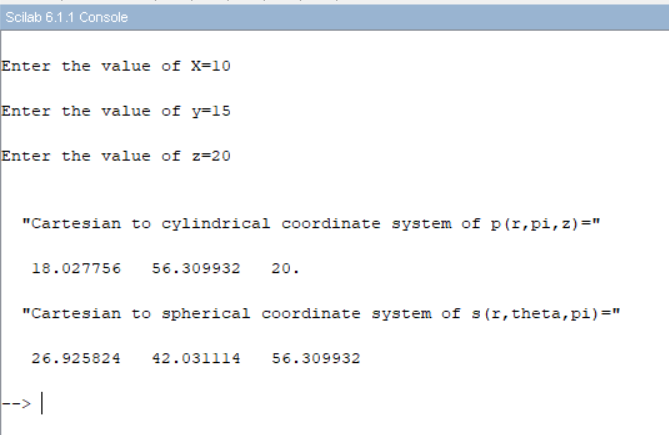 Scilab 6.1.1 Console
Enter the value of X=10
Enter the value of y=15
Enter the value of z=20
"Cartesian to cylindrical coordinate system of p(r,pi,z)="
18.027756 56.309932 20.
"Cartesian to spherical coordinate system of s(r,theta,pi)="
26.925824 42.031114 56.309932
-->